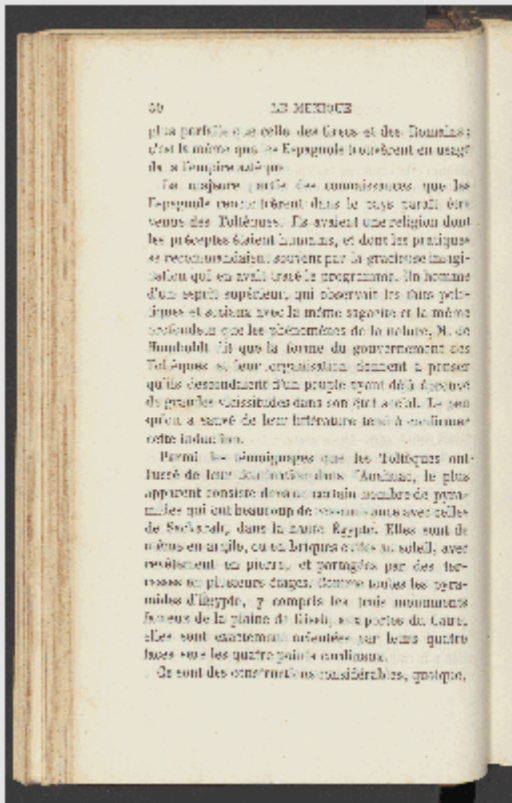 LE MEXIQUE
plus parfaite que celle des Grecs et des Romains;
c'est la même que les Espagnols trouvèrent en usage
dans l'empire aztèque.
La majeure partie des connaissances que les
Espagnols rencontrèrent dans le pays paraît être
venue des Toltèques. Ils avaient une religion dont
les préceptes étaient humains, et dont les pratiques
se recommandaient souvent par la gracieuse imagi-
nation qui en avait tracé le programme. Un homme
d'un esprit supérieur, qui observait les faits poli-
tiques et sociaux avec la même sagacité et la même
profondeur que les phénomènes de la nature, M. de
Humboldt dit que la forme du gouvernement des
Toltèques et leur organisation donnent à penser
qu'ils descendaient d'un peuple ayant déjà éprouvé
de grandes vicissitudes dans son état social. Le peu
qu'on a sauvé de leur littérature tend à confirmer
cette induction.
Parmi les témoignages que les Toltèques ont
laissé de leur domination dans l'Anahuac, le plus
apparent consiste dans un certain nombre de pyra-
mides qui ont beaucoup de ressemblance avec celles
de Sackarah, dans la haute Égypte. Elles sont de
même en argile, ou en briques cuites au soleil, avec
revêtement en pierre, et partagées par des ter-
rasses en plusieurs étages. Comme toutes les pyra-
mides d'Égypte, y compris les trois monuments
fameux de la plaine de Giseh, aux portes du Caire,
elles sont exactement orientées par leurs quatre
faces vers les quatre points cardinaux.
Ce sont des constructions considérables, quoique,